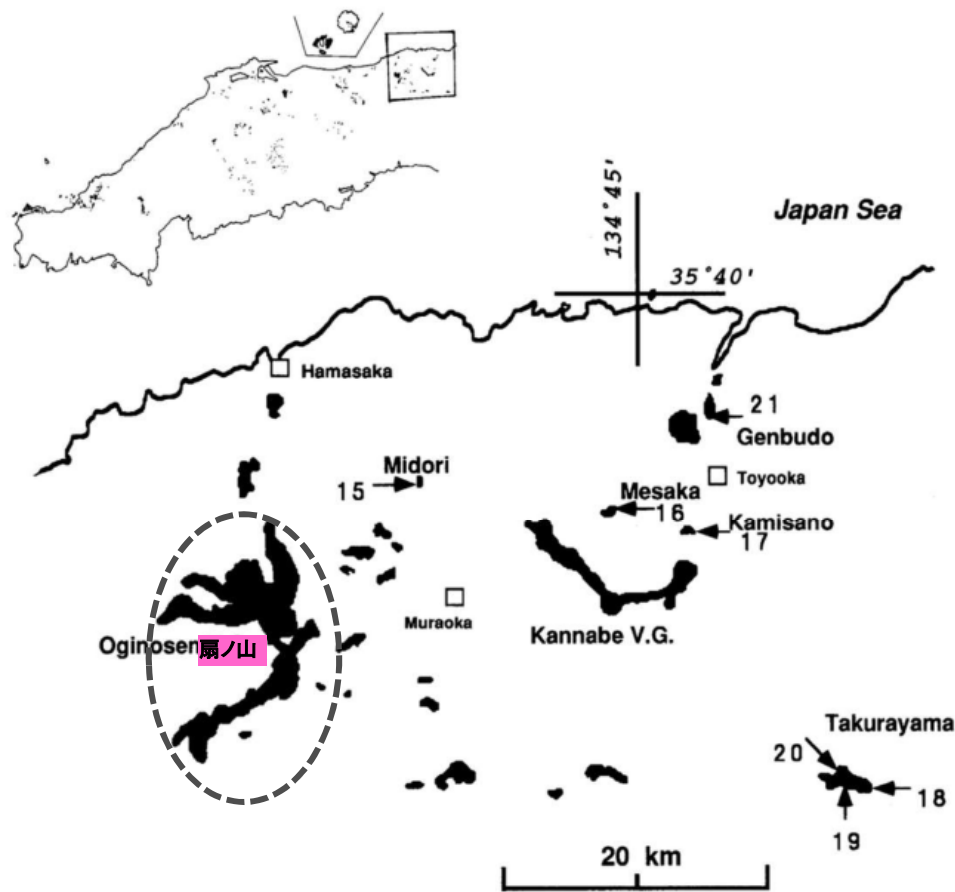 Japan Sea
134°45'
35°40'
Hamasaka
21
Genbudo
Midori
15
Toyooka
Mesaka
16
Kamisano
17
Muraoka
Oginosen
扇ノ山
Kannabe V.G.
Takurayama
20
18
19
20 km